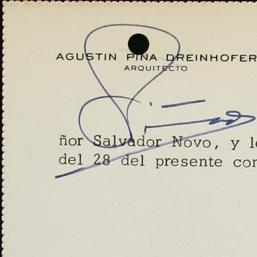 AGUSTIN PIÑA DREINHOFER
ARQUITECTO
ñor Salvador Novo, y l
del 28 del presente co